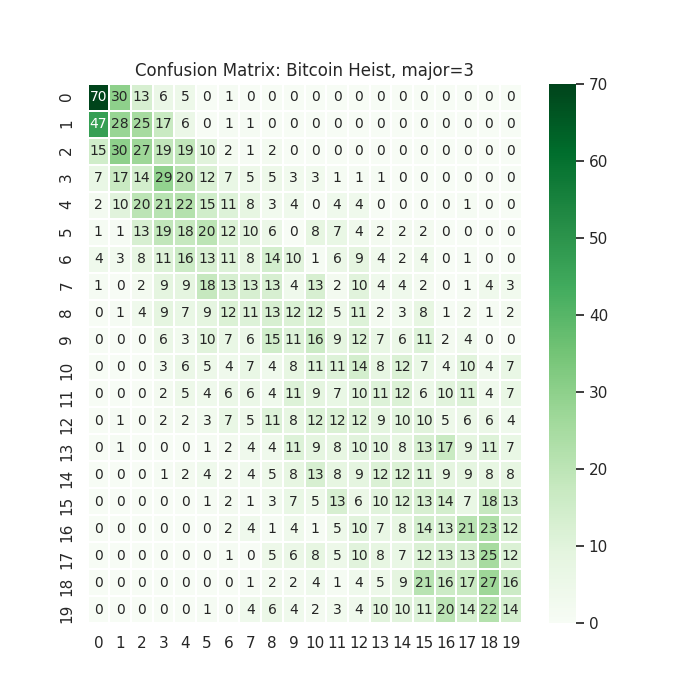 Confusion Matrix: Bitcoin Heist, major=3
0 70 30 13 6 5 0 1 0 0 0 0 0 0 0 0 0 0 0 0 0
1 47 28 25 17 6 0 1 1 0 0 0 0 0 0 0 0 0 0 0 0
2 15 30 27 19 19 10 2 1 2 0 0 0 0 0 0 0 0 0 0 0
3 7 17 14 29 20 12 7 5 5 3 3 1 1 1 0 0 0 0 0 0
4 2 10 20 21 22 15 11 8 3 4 0 4 4 0 0 0 0 1 0 0
5 1 1 13 19 18 20 12 10 6 0 8 7 4 2 2 2 0 0 0 0
6 4 3 8 11 16 13 11 8 14 10 1 6 9 4 2 4 0 1 0 0
7 1 0 2 9 9 18 13 13 13 4 13 2 10 4 4 2 0 1 4 3
8 0 1 4 9 7 9 12 11 13 12 12 5 11 2 3 8 1 2 1 2
9 0 0 0 6 3 10 7 6 15 11 16 9 12 7 6 11 2 4 0 0
10 0 0 0 3 6 5 4 7 4 8 11 11 14 8 12 7 4 10 4 7
11 0 0 0 2 5 4 6 6 4 11 9 7 10 11 12 6 10 11 4 7
12 0 1 0 2 2 3 7 5 11 8 12 12 12 9 10 10 5 6 6 4
13 0 1 0 0 0 1 2 4 4 11 9 8 10 10 8 13 17 9 11 7
14 0 0 0 1 2 4 2 4 5 8 13 8 9 12 12 11 9 9 8 8
15 0 0 0 0 0 1 2 1 3 7 5 13 6 10 12 13 14 7 18 13
16 0 0 0 0 0 0 2 4 1 4 1 5 10 7 8 14 13 21 23 12
17 0 0 0 0 0 0 1 0 5 6 8 5 10 8 7 12 13 13 25 12
18 0 0 0 0 0 0 0 1 2 2 4 1 4 5 9 21 16 17 27 16
19 0 0 0 0 0 1 0 4 6 4 2 3 4 10 10 11 20 14 22 14
0 1 2 3 4 5 6 7 8 9 10 11 12 13 14 15 16 17 18 19
70
60
50
40
30
20
10
0